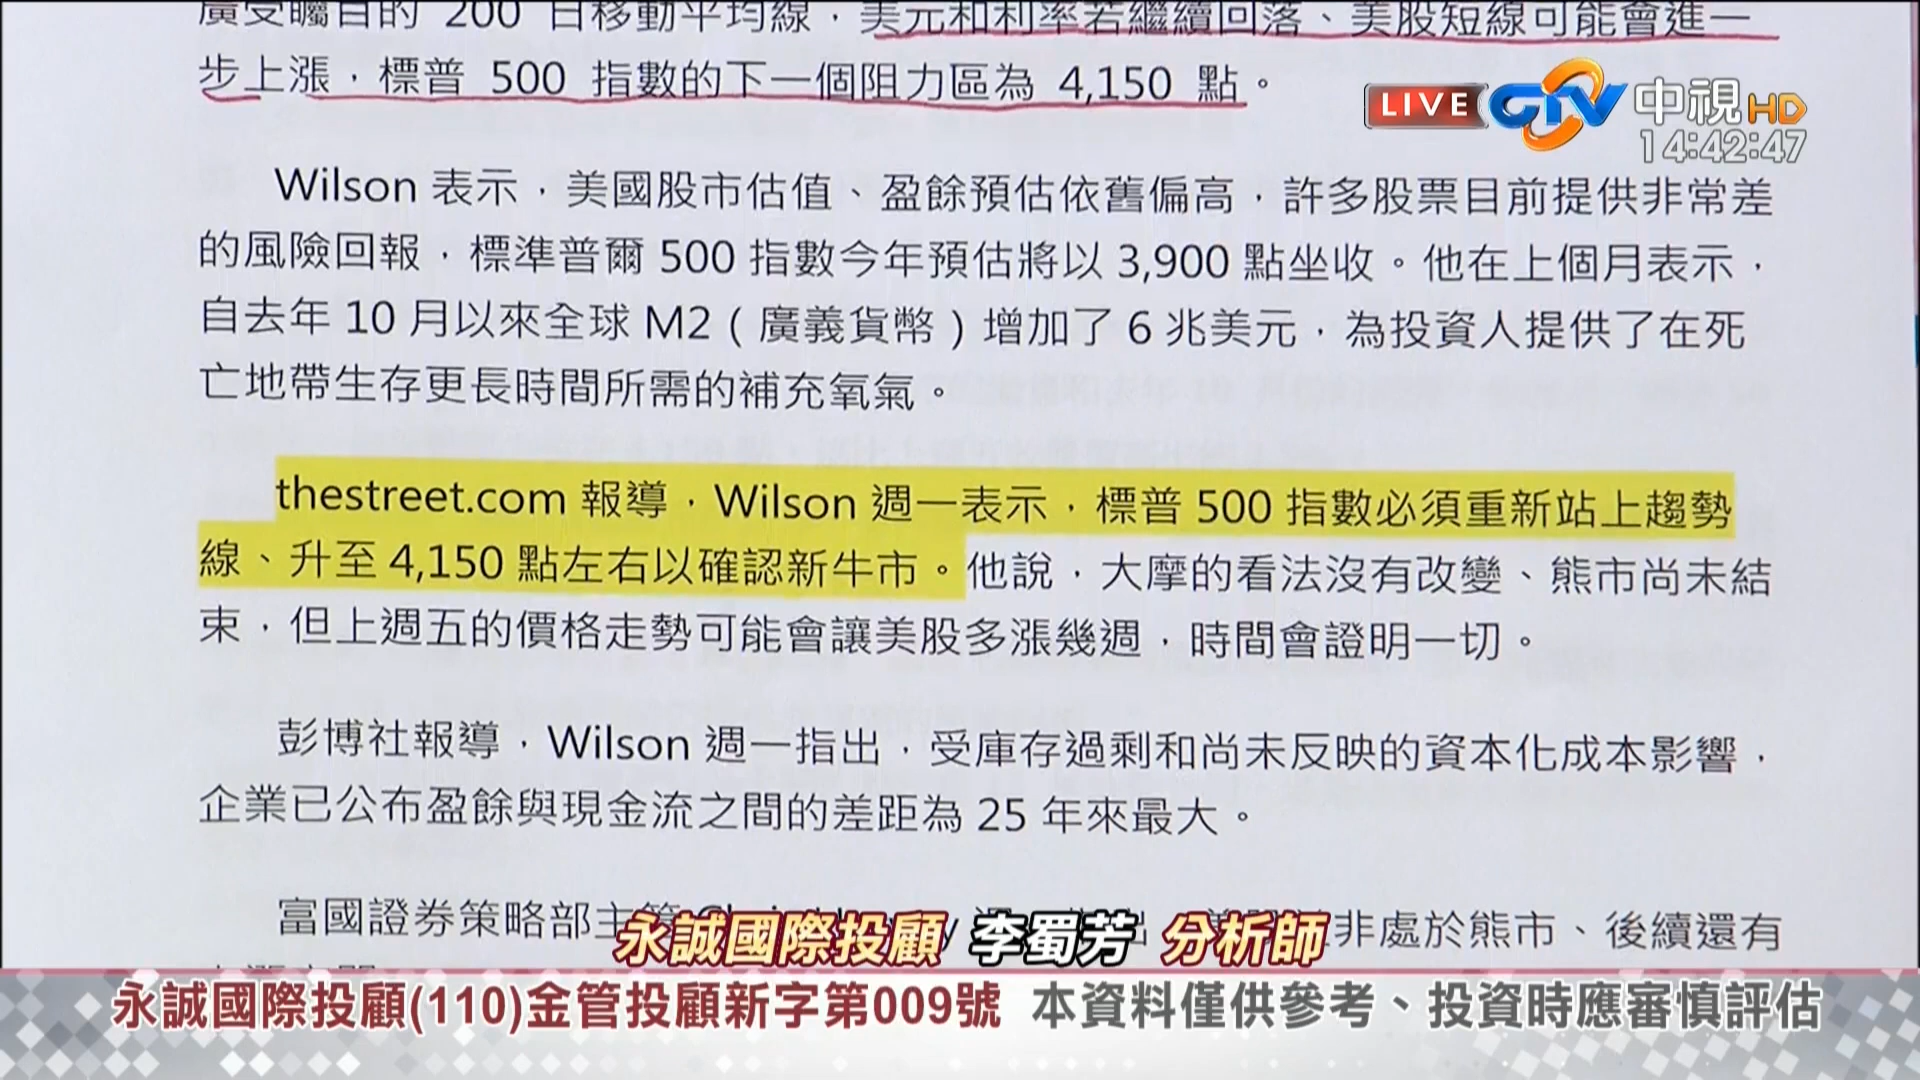 廣受矚目的 200 日移動平均線，美元和利率若繼續回落、美股短線可能會進一
步上漲，標普 500 指數的下一個阻力區為 4,150 點。
LIVE CTV 中視HD
14:42:47
Wilson 表示，美國股市估值、盈餘預估依舊偏高，許多股票目前提供非常差
的風險回報，標準普爾 500 指數今年預估將以 3,900 點坐收。他在上個月表示，
自去年 10 月以來全球 M2（廣義貨幣）增加了 6 兆美元，為投資人提供了在死
亡地帶生存更長時間所需的補充氧氣。
thestreet.com 報導，Wilson 週一表示，標普 500 指數必須重新站上趨勢
線、升至 4,150 點左右以確認新牛市。他說，大摩的看法沒有改變、熊市尚未結
束，但上週五的價格走勢可能會讓美股多漲幾週，時間會證明一切。
彭博社報導，Wilson 週一指出，受庫存過剩和尚未反映的資本化成本影響，
企業已公布盈餘與現金流之間的差距為 25 年來最大。
富國證券策略部主管 非處於熊市、後續還有
永誠國際投顧 李蜀芳 分析師
永誠國際投顧(110)金管投顧新字第009號 本資料僅供參考、投資時應審慎評估